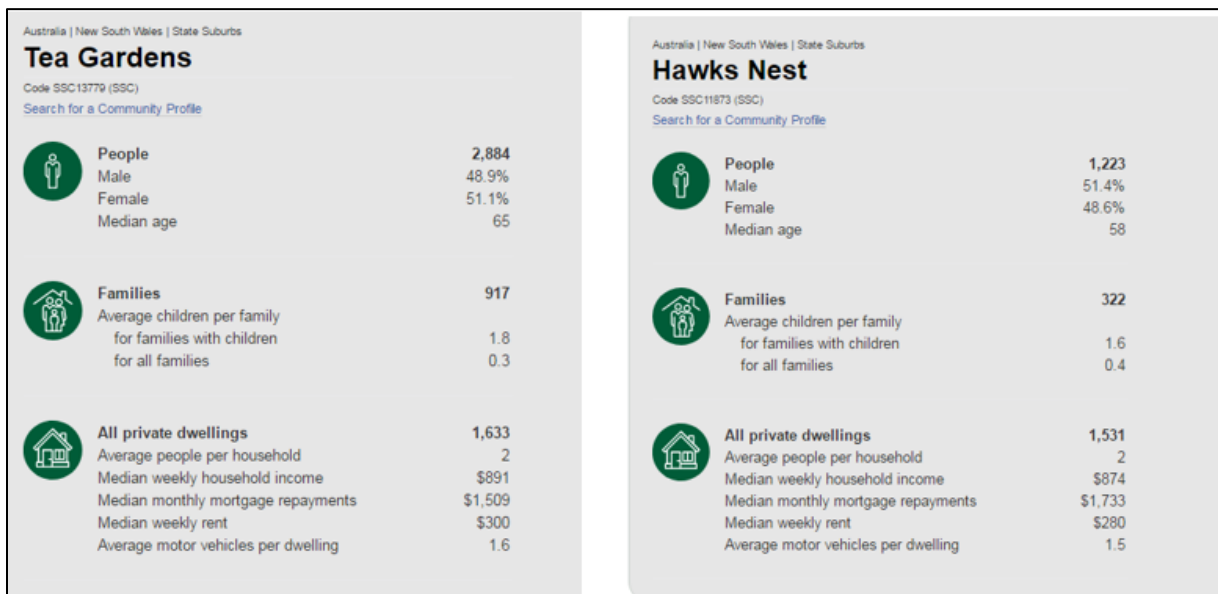 Australia | New South Wales | State Suburbs
Tea Gardens
Code SSC13779 (SSC)
Search for a Community Profile
People 2,884
Male 48.9%
Female 51.1%
Median age 65
Families 917
Average children per family
for families with children 1.8
for all families 0.3
All private dwellings 1,633
Average people per household 2
Median weekly household income $891
Median monthly mortgage repayments $1,509
Median weekly rent $300
Average motor vehicles per dwelling 1.6
Australia | New South Wales | State Suburbs
Hawks Nest
Code SSC11873 (SSC)
Search for a Community Profile
People 1,223
Male 51.4%
Female 48.6%
Median age 58
Families 322
Average children per family
for families with children 1.6
for all families 0.4
All private dwellings 1,531
Average people per household 2
Median weekly household income $874
Median monthly mortgage repayments $1,733
Median weekly rent $280
Average motor vehicles per dwelling 1.5